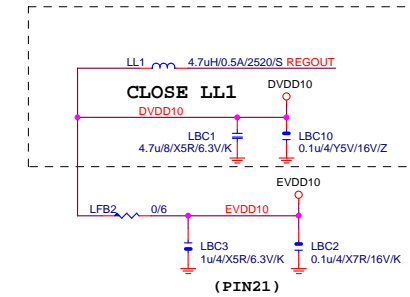 LL1 4.7uH/0.5A/2520/S REGOUT
CLOSE LL1
DVDD10
DVDD10
LBC1
4.7u/8/X5R/6.3V/K
LBC10
0.1u/4/Y5V/16V/Z
EVDD10
LFB2 0/6 EVDD10
LBC3
1u/4/X5R/6.3V/K
LBC2
0.1u/4/X7R/16V/K
(PIN21)